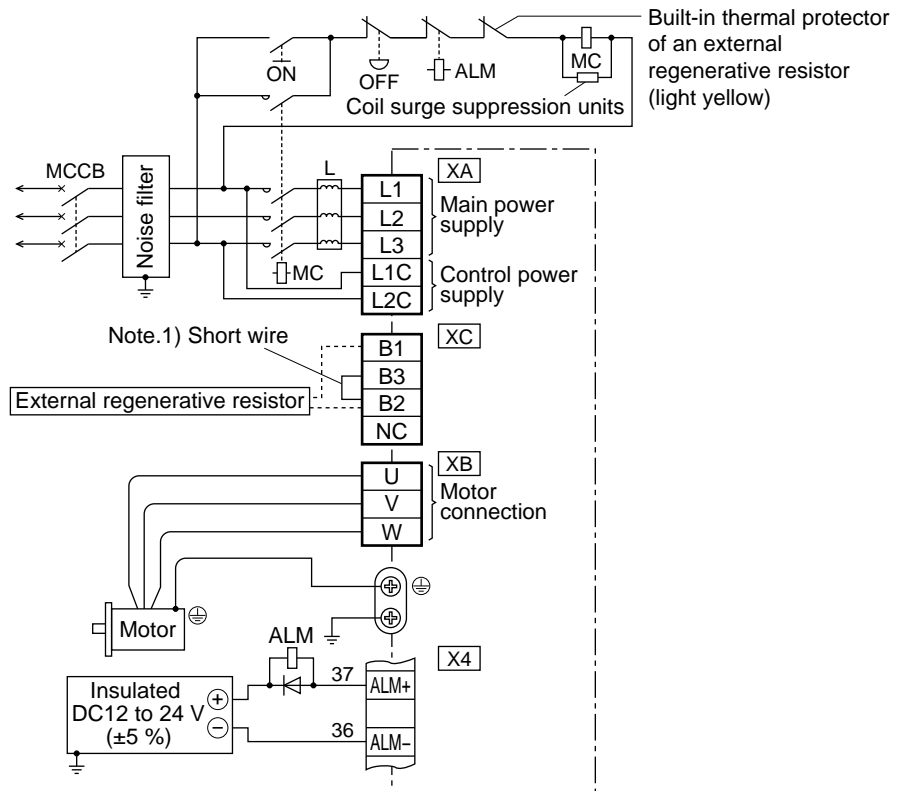 Built-in thermal protector
of an external
regenerative resistor
(light yellow)
ON
OFF
ALM
MC
Coil surge suppression units
MCCB
Noise filter
L
MC
XA
L1
L2
L3
Main power
supply
L1C
L2C
Control power
supply
Note.1) Short wire
XC
B1
B3
B2
NC
External regenerative resistor
XB
U
V
W
Motor
connection
Motor
ALM
X4
Insulated
DC12 to 24 V
(±5 %)
+
−
37
ALM+
36
ALM−